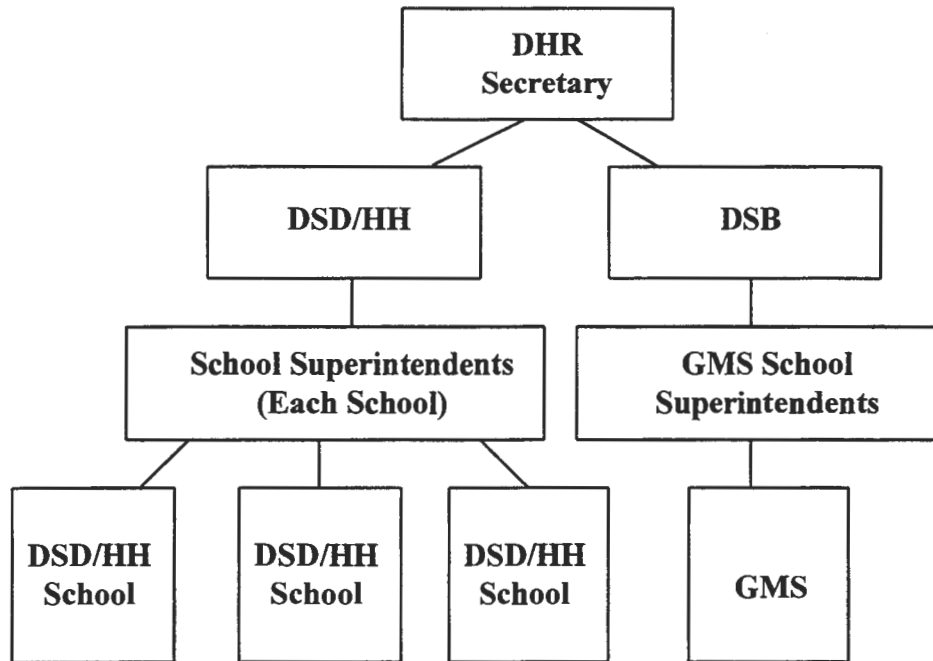 DHR
Secretary
DSD/HH
DSB
School Superintendents
(Each School)
GMS School
Superintendents
DSD/HH
School
DSD/HH
School
DSD/HH
School
GMS